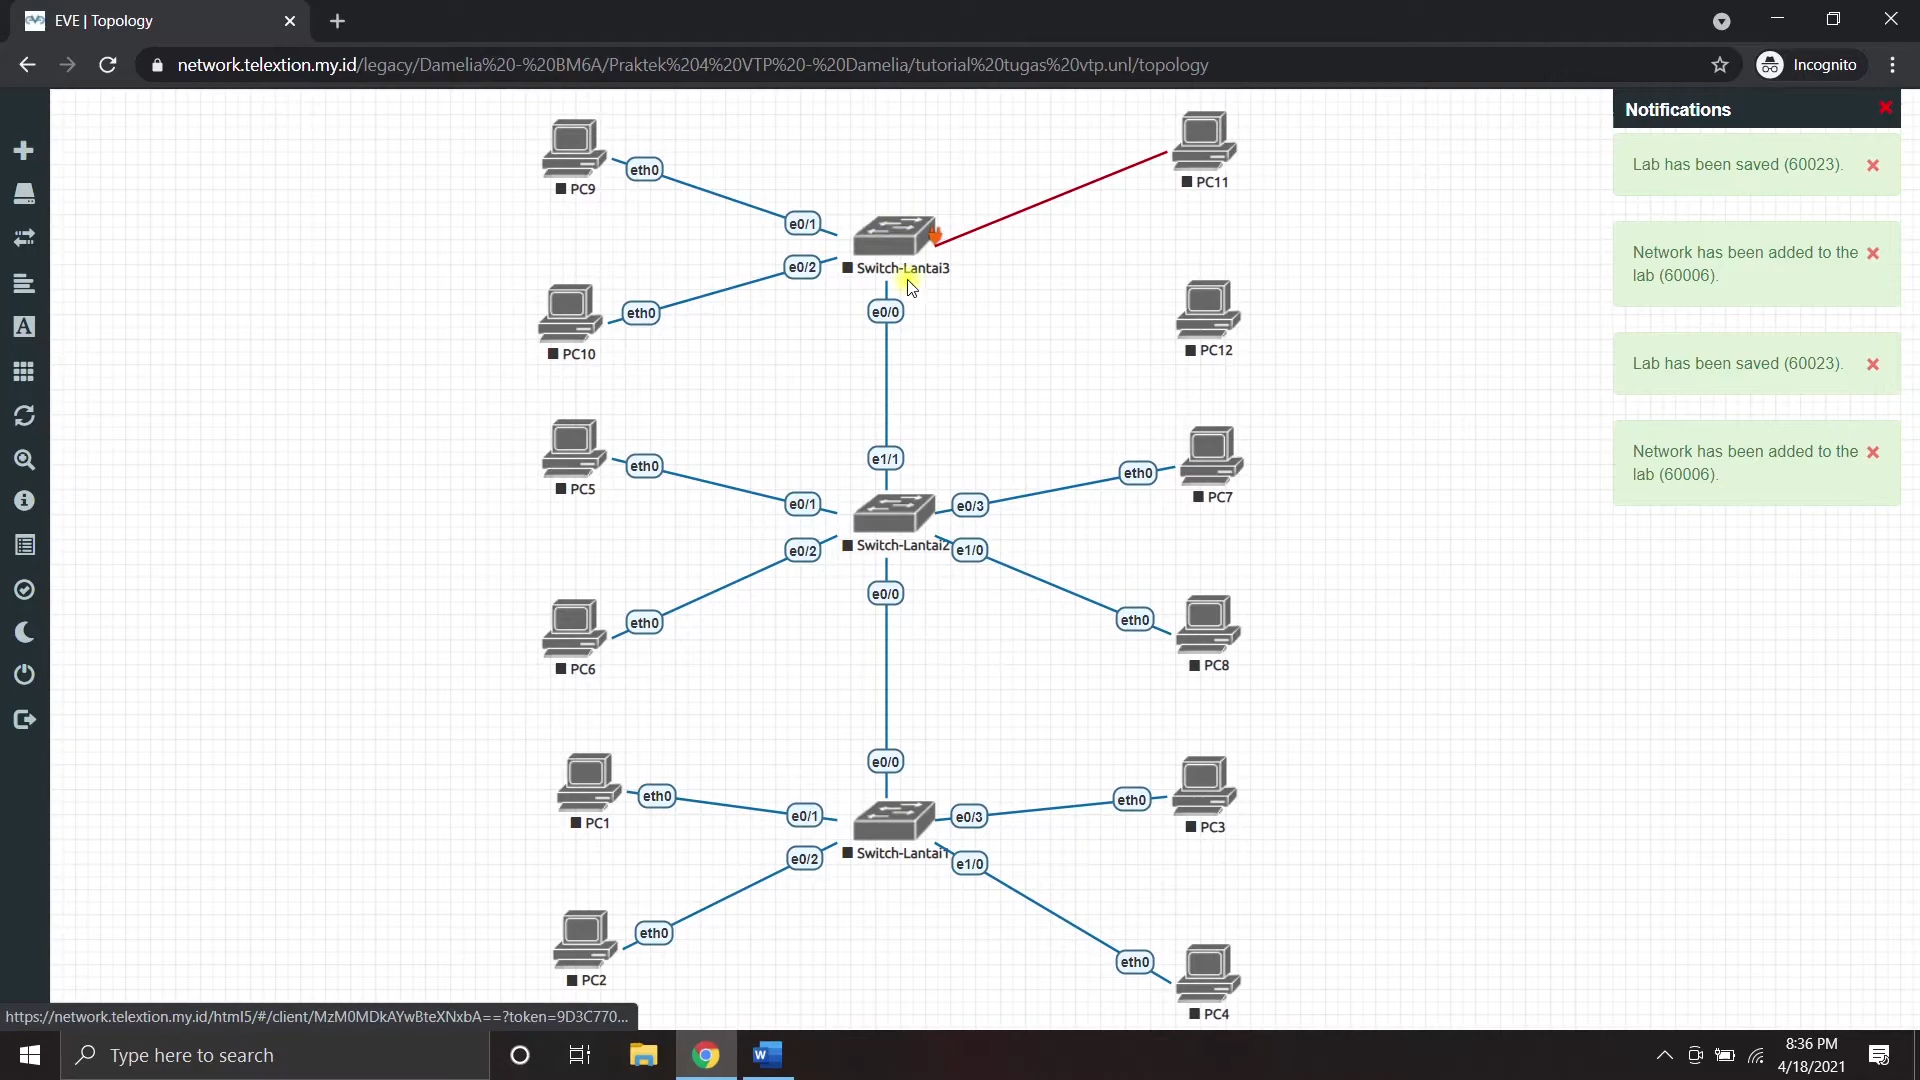 EVE | Topology
network.telextion.my.id/legacy/Damelia%20-%20BM6A/Praktek%204%20VTP%20-%20Damelia/tutorial%20tugas%20vtp.unl/topology
Incognito
Notifications
Lab has been saved (60023).
Network has been added to the
lab (60006).
Lab has been saved (60023).
Network has been added to the
lab (60006).
PC9
eth0
e0/1
PC11
Switch-Lantai3
e0/2
eth0
PC10
e0/0
PC12
PC5
eth0
e0/1
e1/1
eth0
PC7
e0/3
Switch-Lantai2
e0/2
e1/0
e0/0
eth0
PC6
eth0
PC8
e0/0
PC1
eth0
e0/1
e0/3
eth0
PC3
Switch-Lantai1
e0/2
e1/0
eth0
PC2
eth0
PC4
https://network.telextion.my.id/html5/#/client/MzM0MDkAYwBteXNxbA==?token=9D3C770...
Type here to search
8:36 PM
4/18/2021